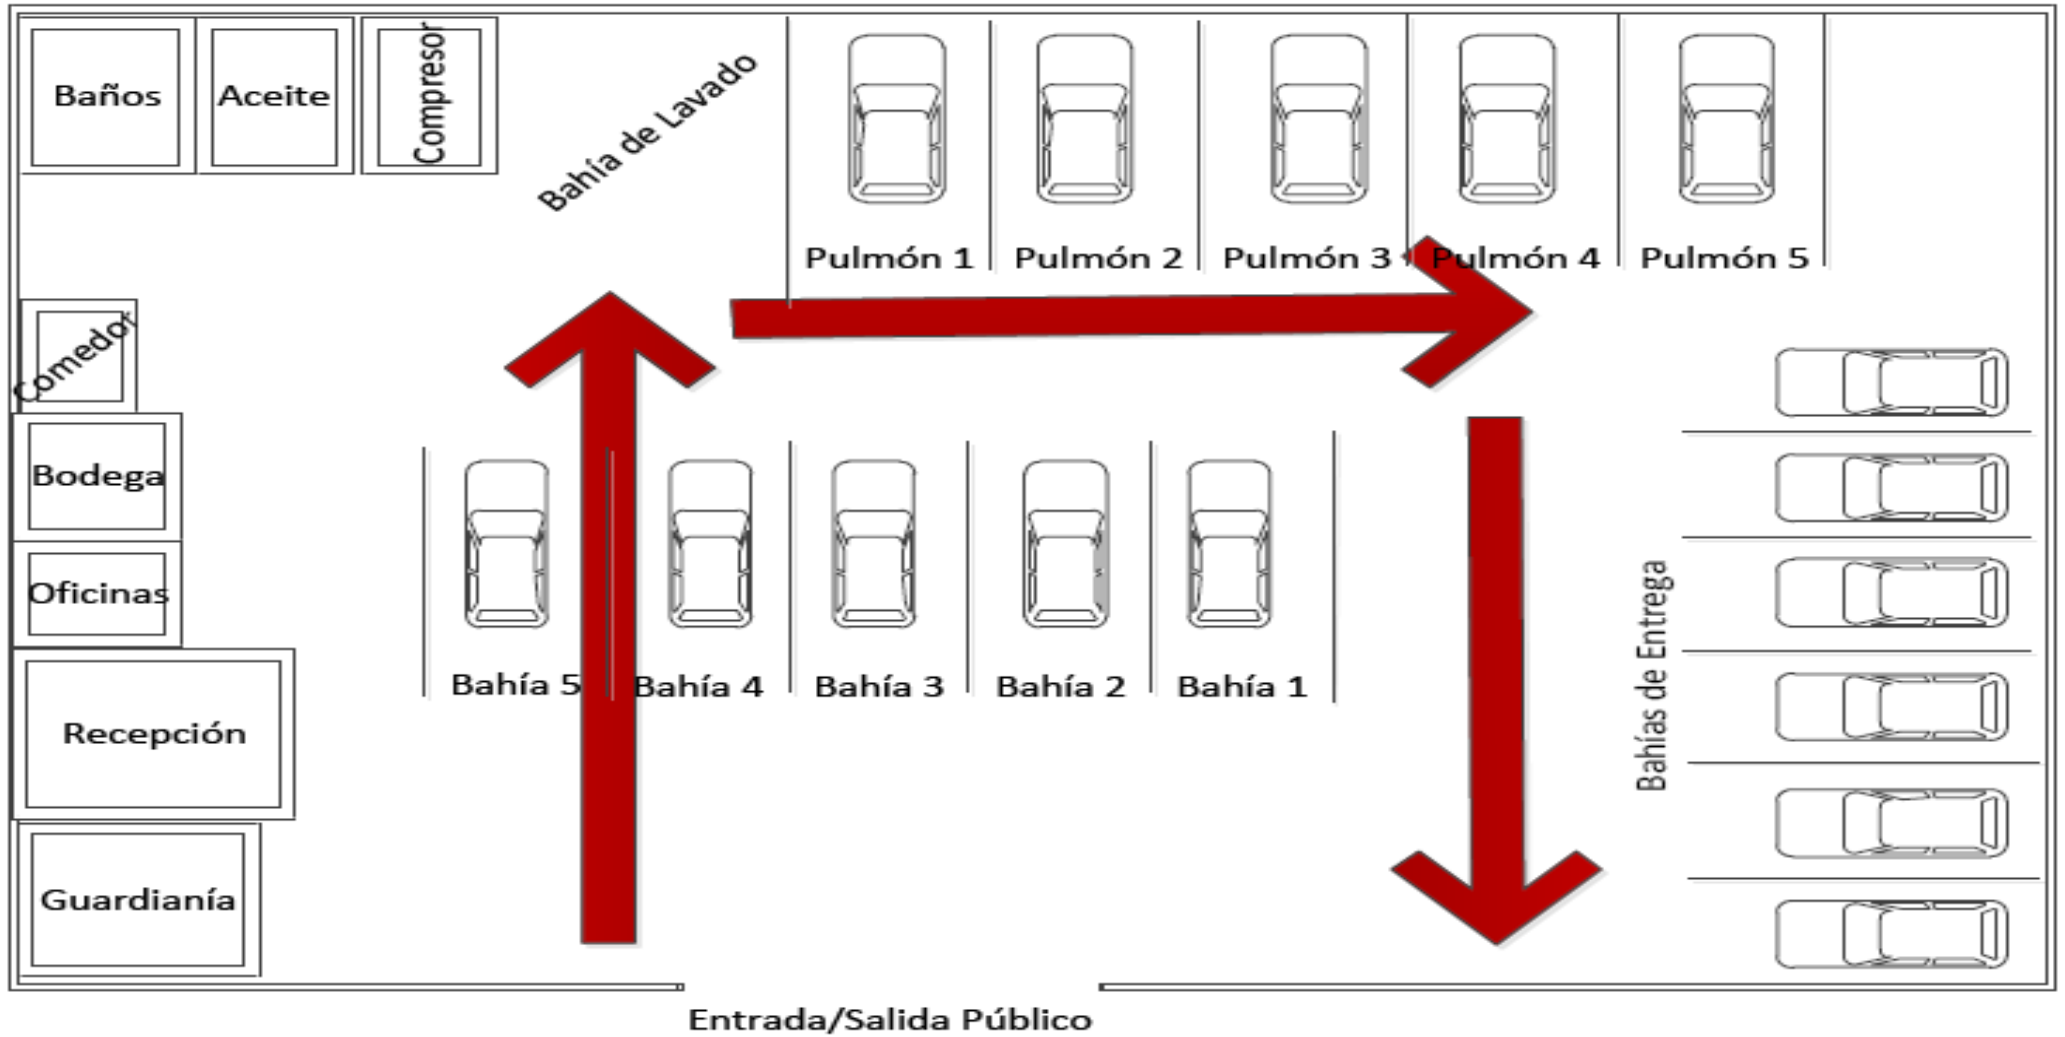 Baños
Aceite
Compresor
Bahía de Lavado
Pulmón 1
Pulmón 2
Pulmón 3
Pulmón 4
Pulmón 5
Comedor
Bodega
Oficinas
Recepción
Guardianía
Bahía 5
Bahía 4
Bahía 3
Bahía 2
Bahía 1
Bahías de Entrega
Entrada/Salida Público